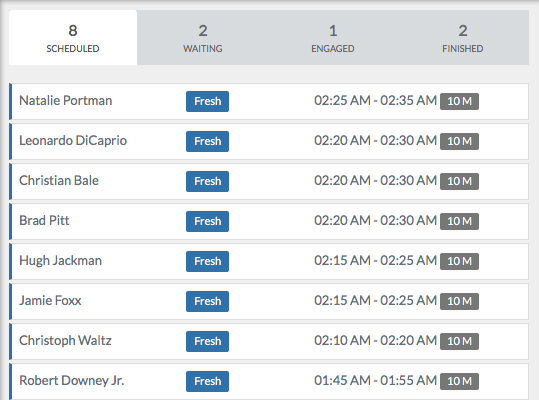 8 2 1 2
SCHEDULED WAITING ENGAGED FINISHED
Natalie Portman Fresh 02:25 AM - 02:35 AM 10 M
Leonardo DiCaprio Fresh 02:20 AM - 02:30 AM 10 M
Christian Bale Fresh 02:20 AM - 02:30 AM 10 M
Brad Pitt Fresh 02:20 AM - 02:30 AM 10 M
Hugh Jackman Fresh 02:15 AM - 02:25 AM 10 M
Jamie Foxx Fresh 02:15 AM - 02:25 AM 10 M
Christoph Waltz Fresh 02:10 AM - 02:20 AM 10 M
Robert Downey Jr. Fresh 01:45 AM - 01:55 AM 10 M